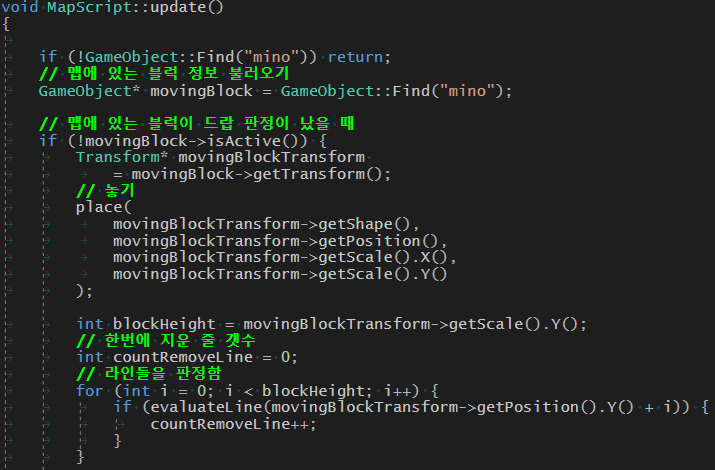 void MapScript::update()
{
if (!GameObject::Find("mino")) return;
// 맵에 있는 블럭 정보 불러오기
GameObject* movingBlock = GameObject::Find("mino");
// 맵에 있는 블럭이 드랍 판정이 났을 때
if (!movingBlock->isActive()) {
Transform* movingBlockTransform
= movingBlock->getTransform();
// 놓기
place(
movingBlockTransform->getShape(),
movingBlockTransform->getPosition(),
movingBlockTransform->getScale().X(),
movingBlockTransform->getScale().Y()
);
int blockHeight = movingBlockTransform->getScale().Y();
// 한번에 지운 줄 갯수
int countRemoveLine = 0;
// 라인들을 판정함
for (int i = 0; i < blockHeight; i++) {
if (evaluateLine(movingBlockTransform->getPosition().Y() + i)) {
countRemoveLine++;
}
}